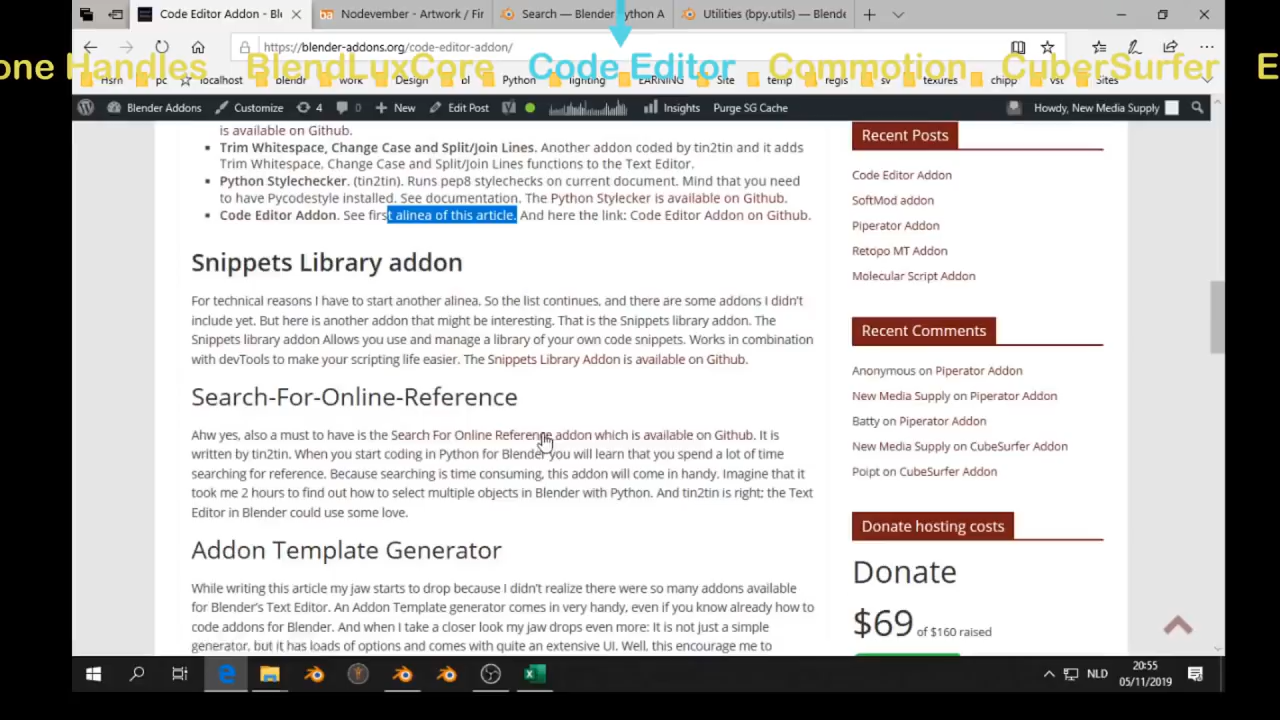 Code Editor Addon - Ble
Nodevember - Artwork / Fir
Search — Blender Python A
Utilities (bpy.utils) — Blende
https://blender-addons.org/code-editor-addon/
one Handles BlendLuxCore Code Editor Commotion CuberSurfer E
Hsrn pc localhost blendr work Design pl Python lighting EARNING Site temp regis sv texures chipp vct Sites
Blender Addons Customize 4 0 New Edit Post Insights Purge SG Cache Howdy, New Media Supply
is available on Github.
Trim Whitespace, Change Case and Split/Join Lines. Another addon coded by tin2tin and it adds
Trim Whitespace, Change Case and Split/Join Lines functions to the Text Editor.
Python Stylechecker. (tin2tin). Runs pep8 stylechecks on current document. Mind that you need
to have Pycodestyle installed. See documentation. The Python Stylecker is available on Github.
Code Editor Addon. See first alinea of this article. And here the link: Code Editor Addon on Github.
Snippets Library addon
For technical reasons I have to start another alinea. So the list continues, and there are some addons I didn't
include yet. But here is another addon that might be interesting. That is the Snippets library addon. The
Snippets library addon Allows you use and manage a library of your own code snippets. Works in combination
with devTools to make your scripting life easier. The Snippets Library Addon is available on Github.
Search-For-Online-Reference
Ahw yes, also a must to have is the Search For Online Reference addon which is available on Github. It is
written by tin2tin. When you start coding in Python for Blender you will learn that you spend a lot of time
searching for reference. Because searching is time consuming, this addon will come in handy. Imagine that it
took me 2 hours to find out how to select multiple objects in Blender with Python. And tin2tin is right; the Text
Editor in Blender could use some love.
Addon Template Generator
While writing this article my jaw starts to drop because I didn't realize there were so many addons available
for Blender's Text Editor. An Addon Template generator comes in very handy, even if you know already how to
code addons for Blender. And when I take a closer look my jaw drops even more: It is not just a simple
generator, but it has loads of options and comes with quite an extensive UI. Well, this encourage me to
Recent Posts
Code Editor Addon
SoftMod addon
Piperator Addon
Retopo MT Addon
Molecular Script Addon
Recent Comments
Anonymous on Piperator Addon
New Media Supply on Piperator Addon
Batty on Piperator Addon
New Media Supply on CubeSurfer Addon
Poipt on CubeSurfer Addon
Donate hosting costs
Donate
$69 of $160 raised
NLD
20:55
05/11/2019